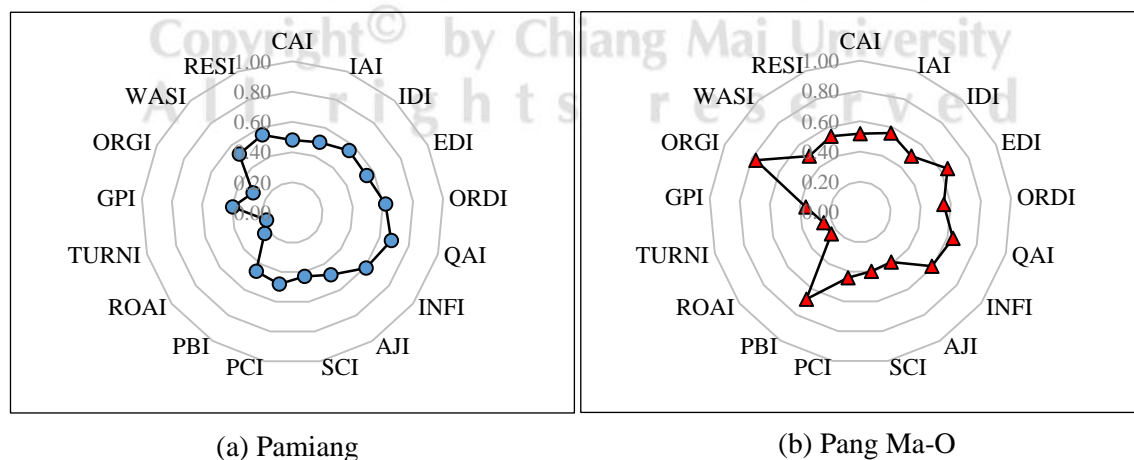 Copyright© by Chiang Mai University
All rights reserved
CAI
IAI
IDI
EDI
ORDI
QAI
INFI
AJI
SCI
PCI
PBI
ROAI
TURNI
GPI
ORGI
WASI
RESI
1.00
0.80
0.60
0.40
0.20
0.00
(a) Pamiang
CAI
IAI
IDI
EDI
ORDI
QAI
INFI
AJI
SCI
PCI
PBI
ROAI
TURNI
GPI
ORGI
WASI
RESI
1.00
0.80
0.60
0.40
0.20
0.00
(b) Pang Ma-O